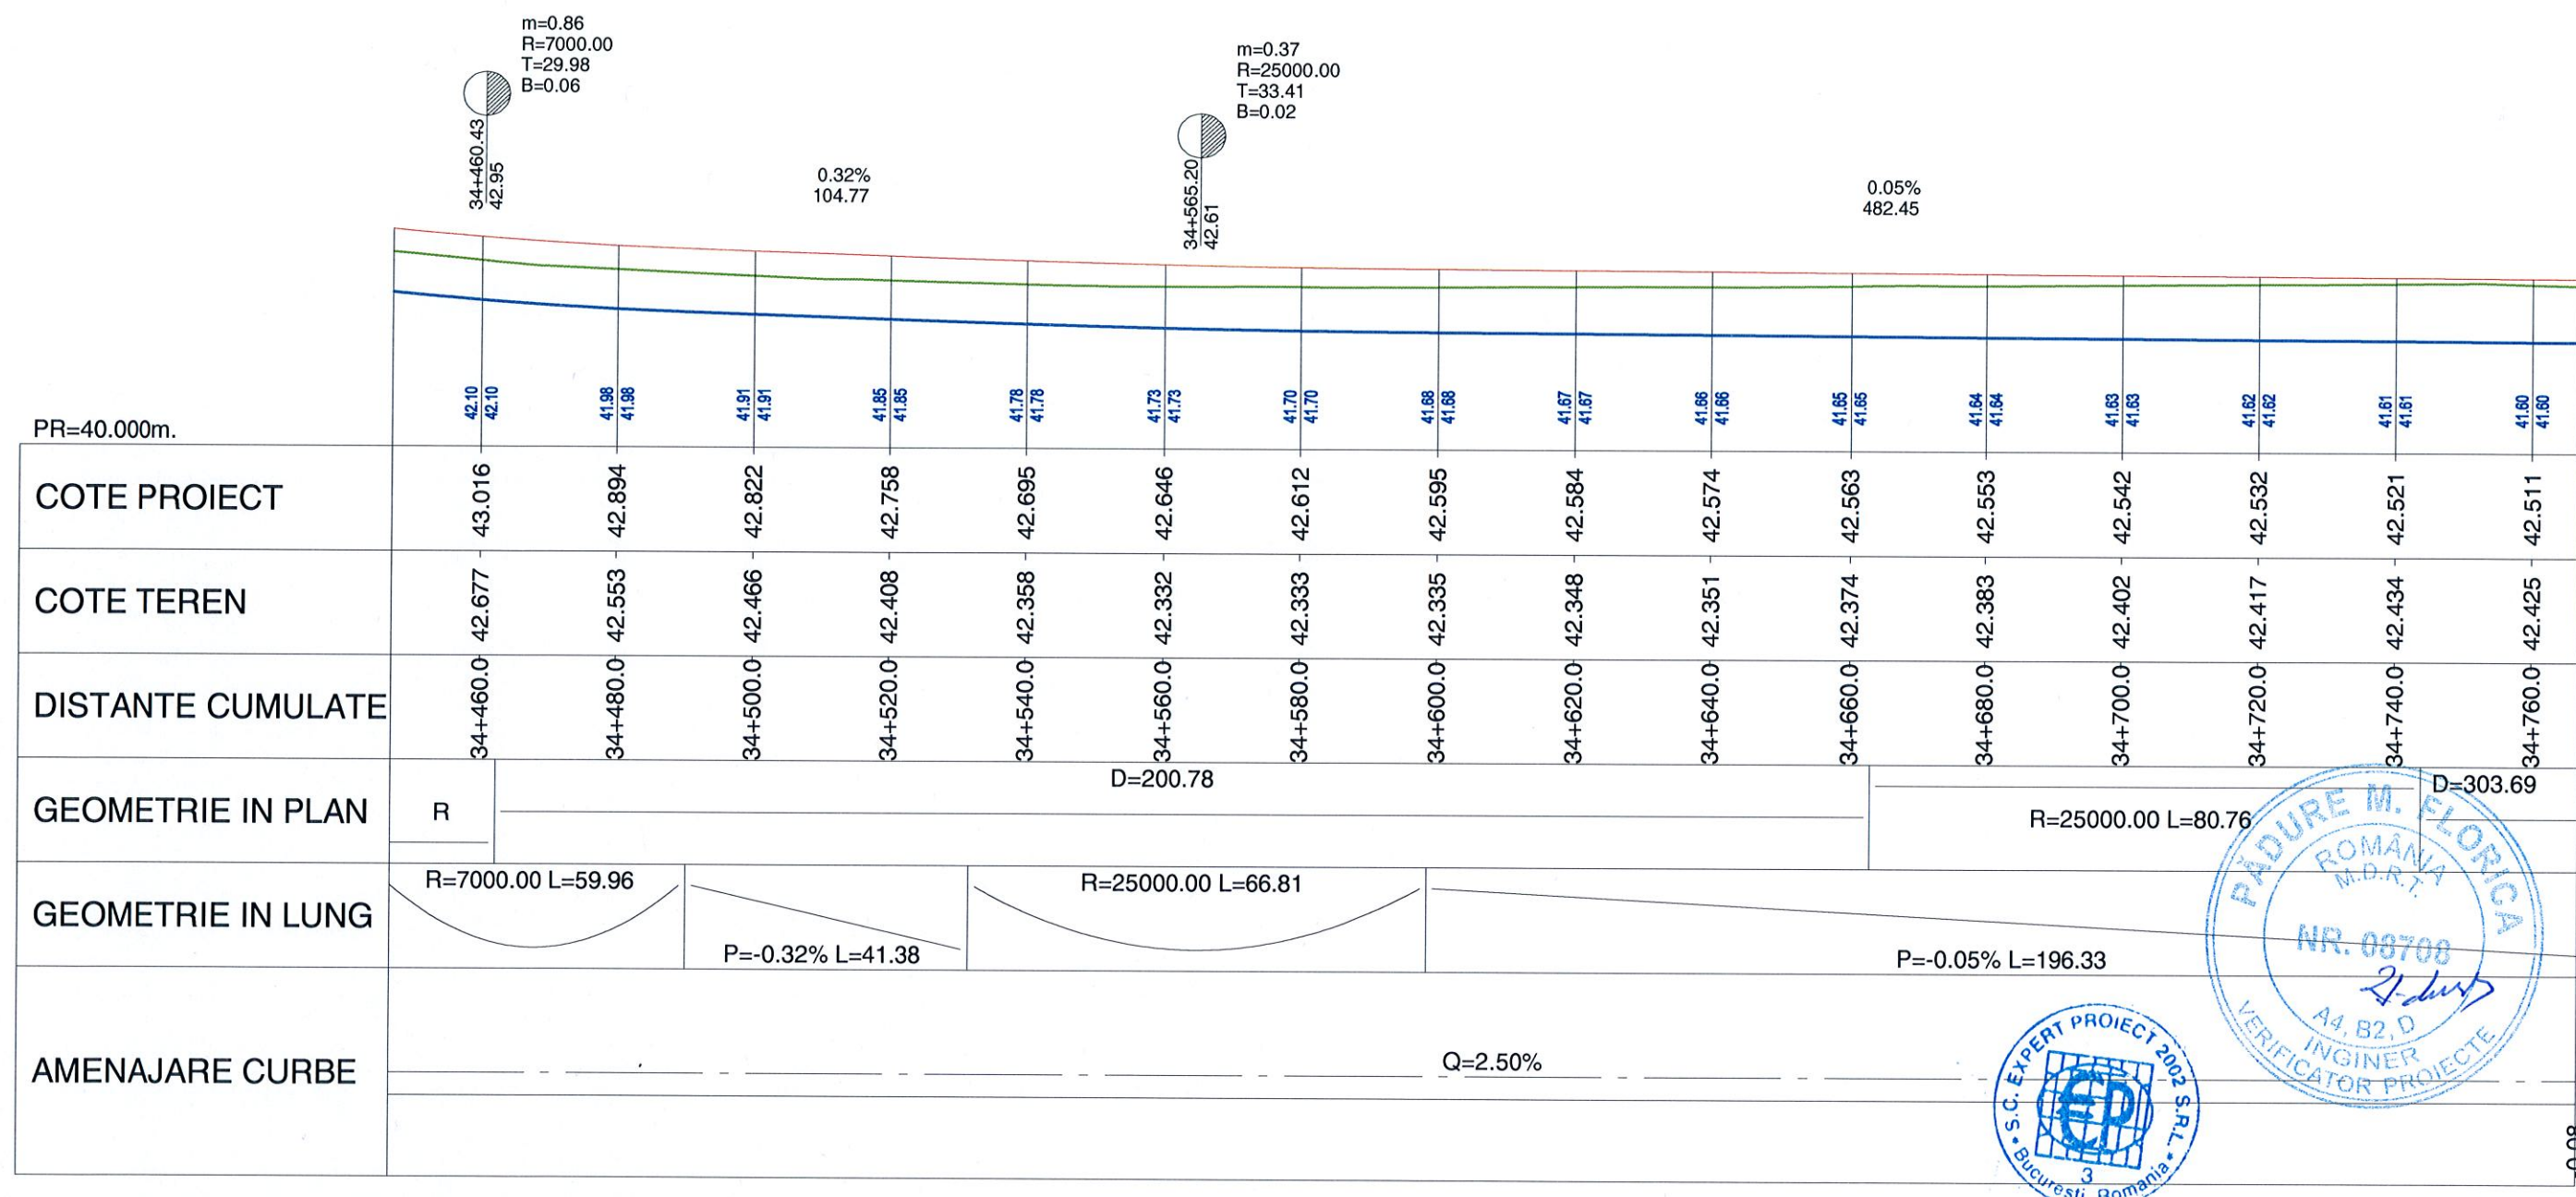 m=0.86
R=7000.00
T=29.98
B=0.06
34+460.43
42.95
0.32%
104.77
m=0.37
R=25000.00
T=33.41
B=0.02
34+565.20
42.61
0.05%
482.45
42.10 41.98 41.91 41.85 41.78 41.73 41.70 41.68 41.67 41.66 41.65 41.64 41.63 41.62 41.61 41.60
42.10 41.98 41.91 41.85 41.78 41.73 41.70 41.68 41.67 41.66 41.65 41.64 41.63 41.62 41.61 41.60
PR=40.000m.
COTE PROIECT 43.016 42.894 42.822 42.758 42.695 42.646 42.612 42.595 42.584 42.574 42.563 42.553 42.542 42.532 42.521 42.511
COTE TEREN 42.677 42.553 42.466 42.408 42.358 42.332 42.333 42.335 42.348 42.351 42.374 42.383 42.402 42.417 42.434 42.425
DISTANTE CUMULATE 34+460.0 34+480.0 34+500.0 34+520.0 34+540.0 34+560.0 34+580.0 34+600.0 34+620.0 34+640.0 34+660.0 34+680.0 34+700.0 34+720.0 34+740.0 34+760.0
GEOMETRIE IN PLAN R D=200.78 R=25000.00 L=80.76 D=303.69
GEOMETRIE IN LUNG R=7000.00 L=59.96 P=-0.32% L=41.38 R=25000.00 L=66.81 P=-0.05% L=196.33
AMENAJARE CURBE Q=2.50%
PĂDURE M. FLORICA
ROMÂNIA
M.D.R.T.
NR. 08708
A4, B2, D
INGINER
VERIFICATOR PROIECTE
S.C. EXPERT PROIECT 2002 S.R.L.
EP
3
Bucureşti, Romania